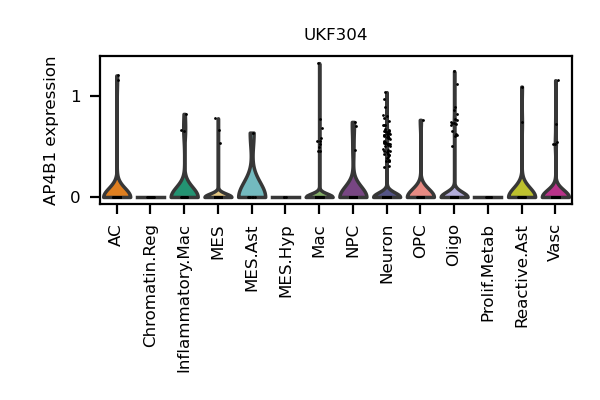 UKF304
AP4B1 expression
1
0
AC
Chromatin.Reg
Inflammatory.Mac
MES
MES.Ast
MES.Hyp
Mac
NPC
Neuron
OPC
Oligo
Prolif.Metab
Reactive.Ast
Vasc